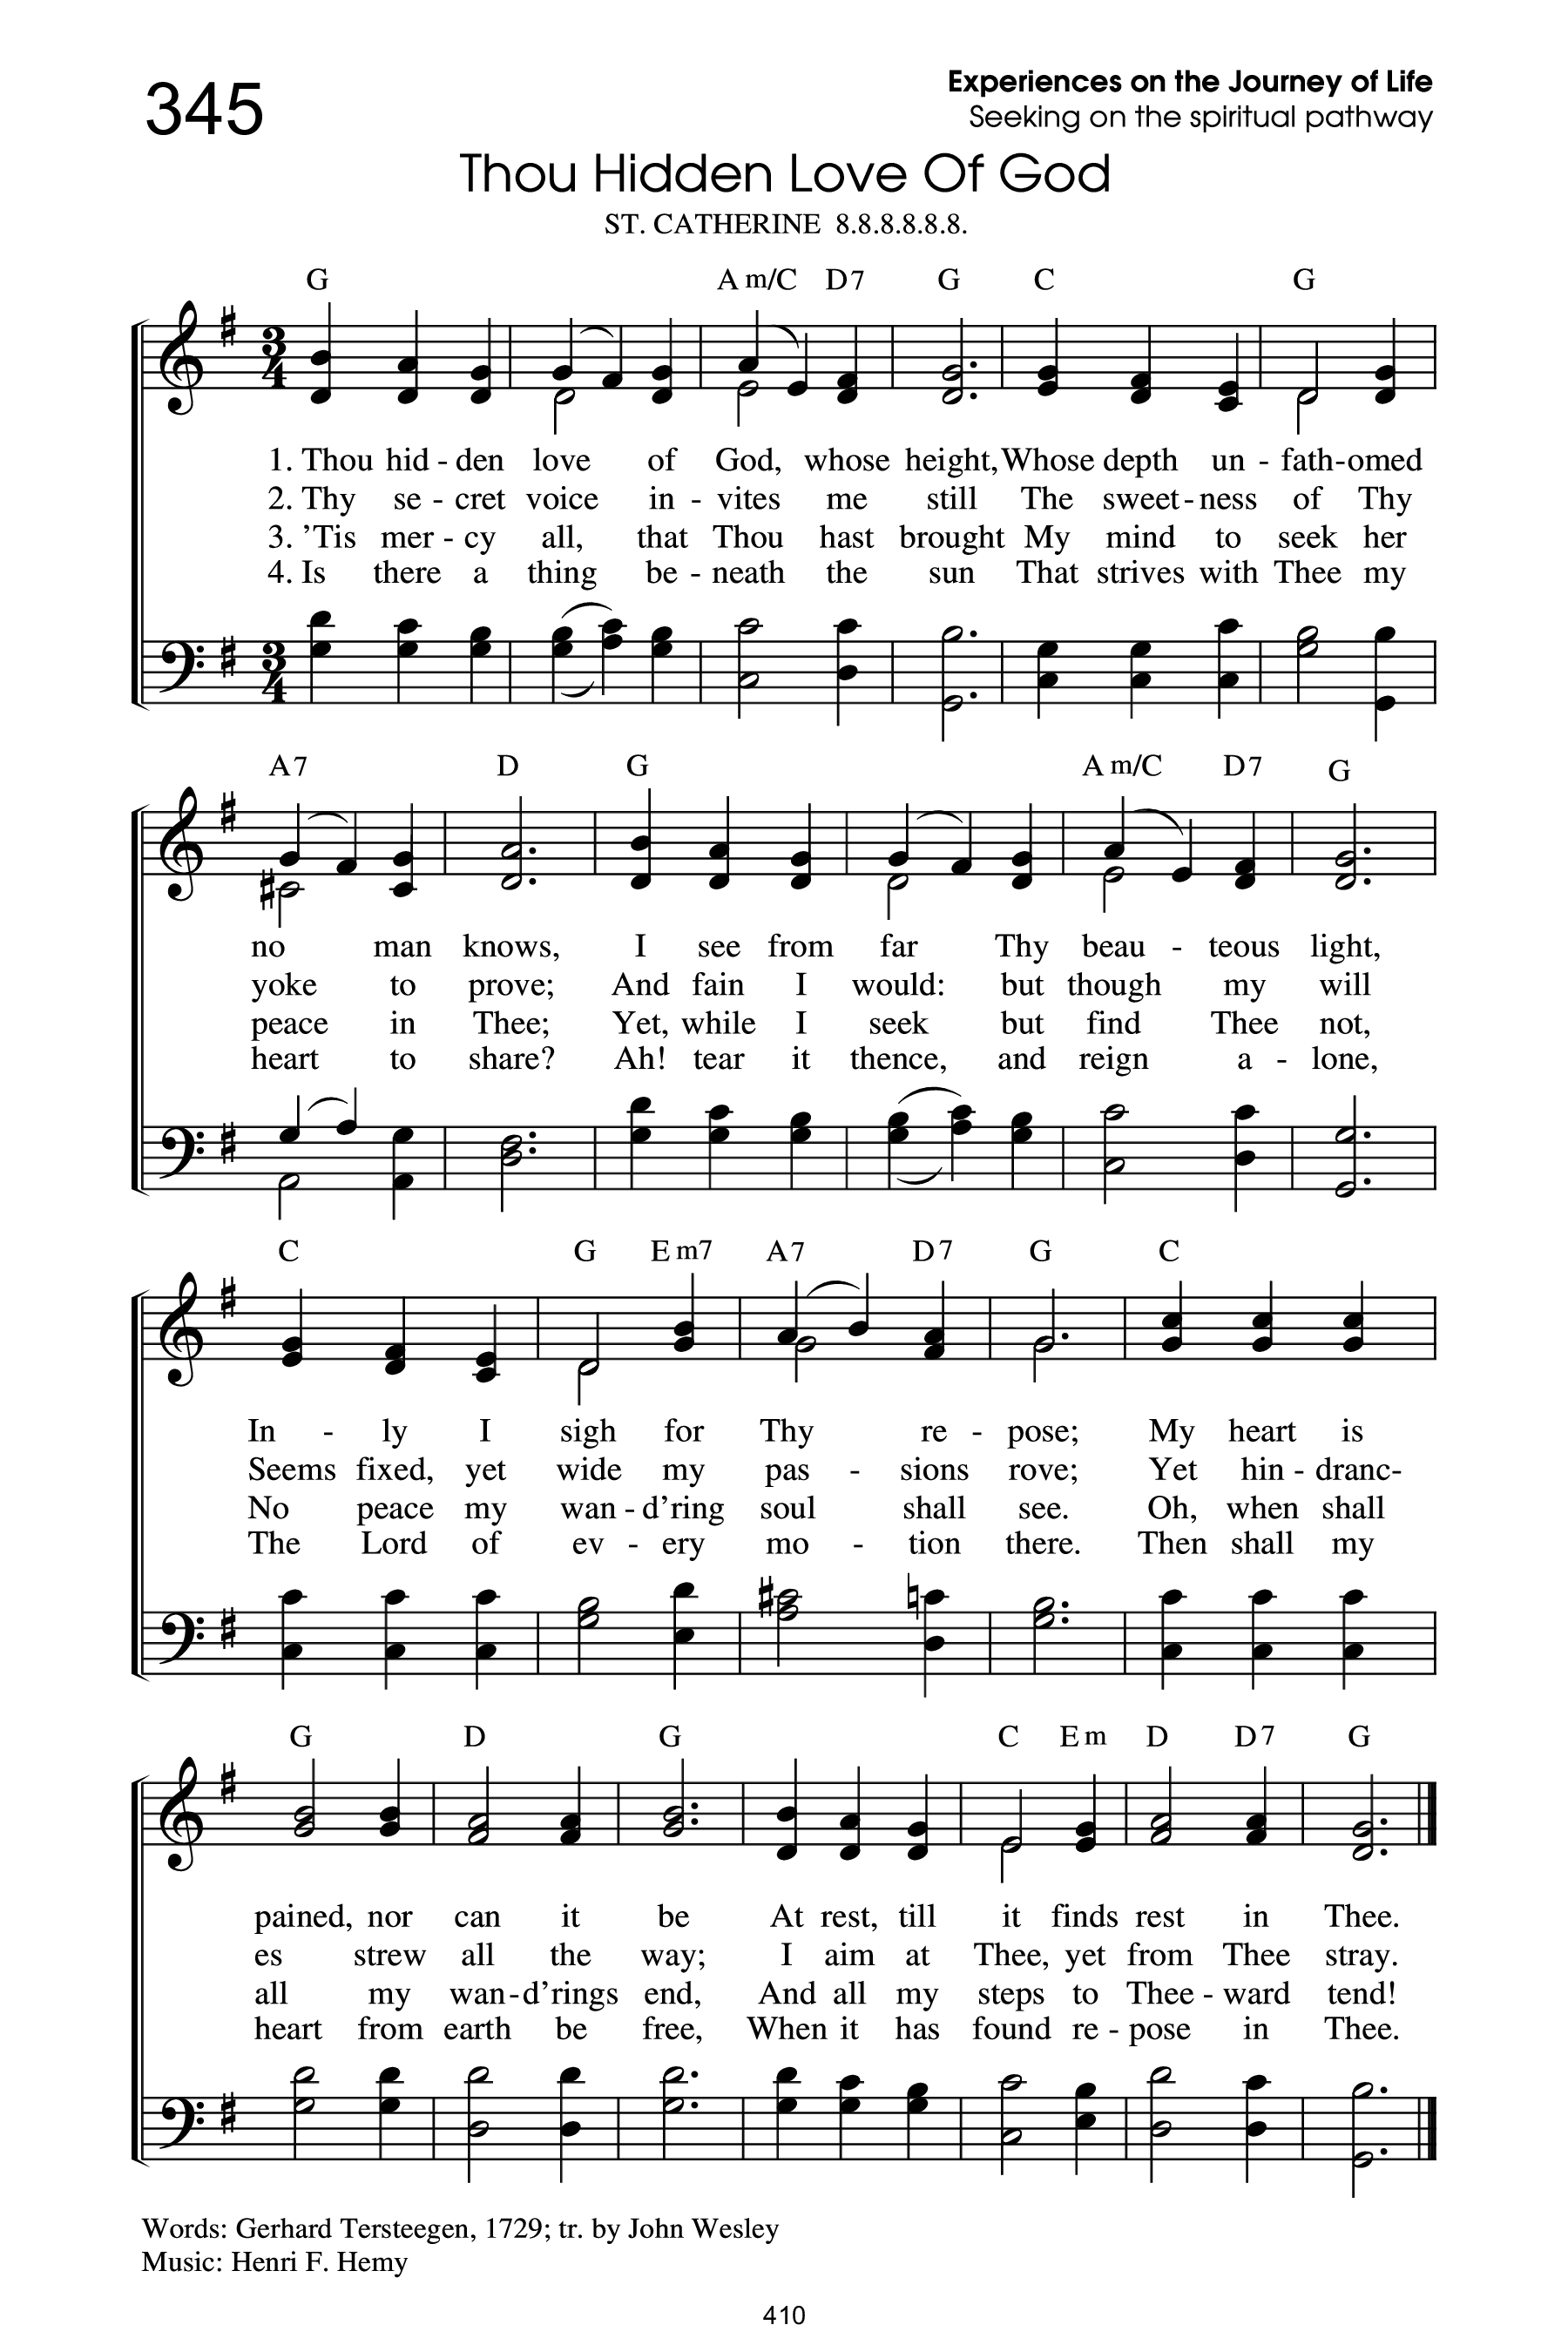 345
Experiences on the Journey of Life
Seeking on the spiritual pathway
Thou Hidden Love Of God
ST. CATHERINE 8.8.8.8.8.8.
G Am/C D7 G C G
3 4
1. Thou hid - den love of God, whose height, Whose depth un - fath - omed
2. Thy se - cret voice in - vites me still The sweet - ness of Thy
3. ’Tis mer - cy all, that Thou hast brought My mind to seek her
4. Is there a thing be - neath the sun That strives with Thee my
3 4
A7 D G Am/C D7 G
no man knows, I see from far Thy beau - teous light,
yoke to prove; And fain I would: but though my will
peace in Thee; Yet, while I seek but find Thee not,
heart to share? Ah! tear it thence, and reign a - lone,
C G Em7 A7 D7 G C
In - ly I sigh for Thy re - pose; My heart is
Seems fixed, yet wide my pas - sions rove; Yet hin - dranc-
No peace my wan - d’ring soul shall see. Oh, when shall
The Lord of ev - ery mo - tion there. Then shall my
G D G C Em D D7 G
pained, nor can it be At rest, till it finds rest in Thee.
es strew all the way; I aim at Thee, yet from Thee stray.
all my wan - d’rings end, And all my steps to Thee - ward tend!
heart from earth be free, When it has found re - pose in Thee.
Words: Gerhard Tersteegen, 1729; tr. by John Wesley
Music: Henri F. Hemy
410